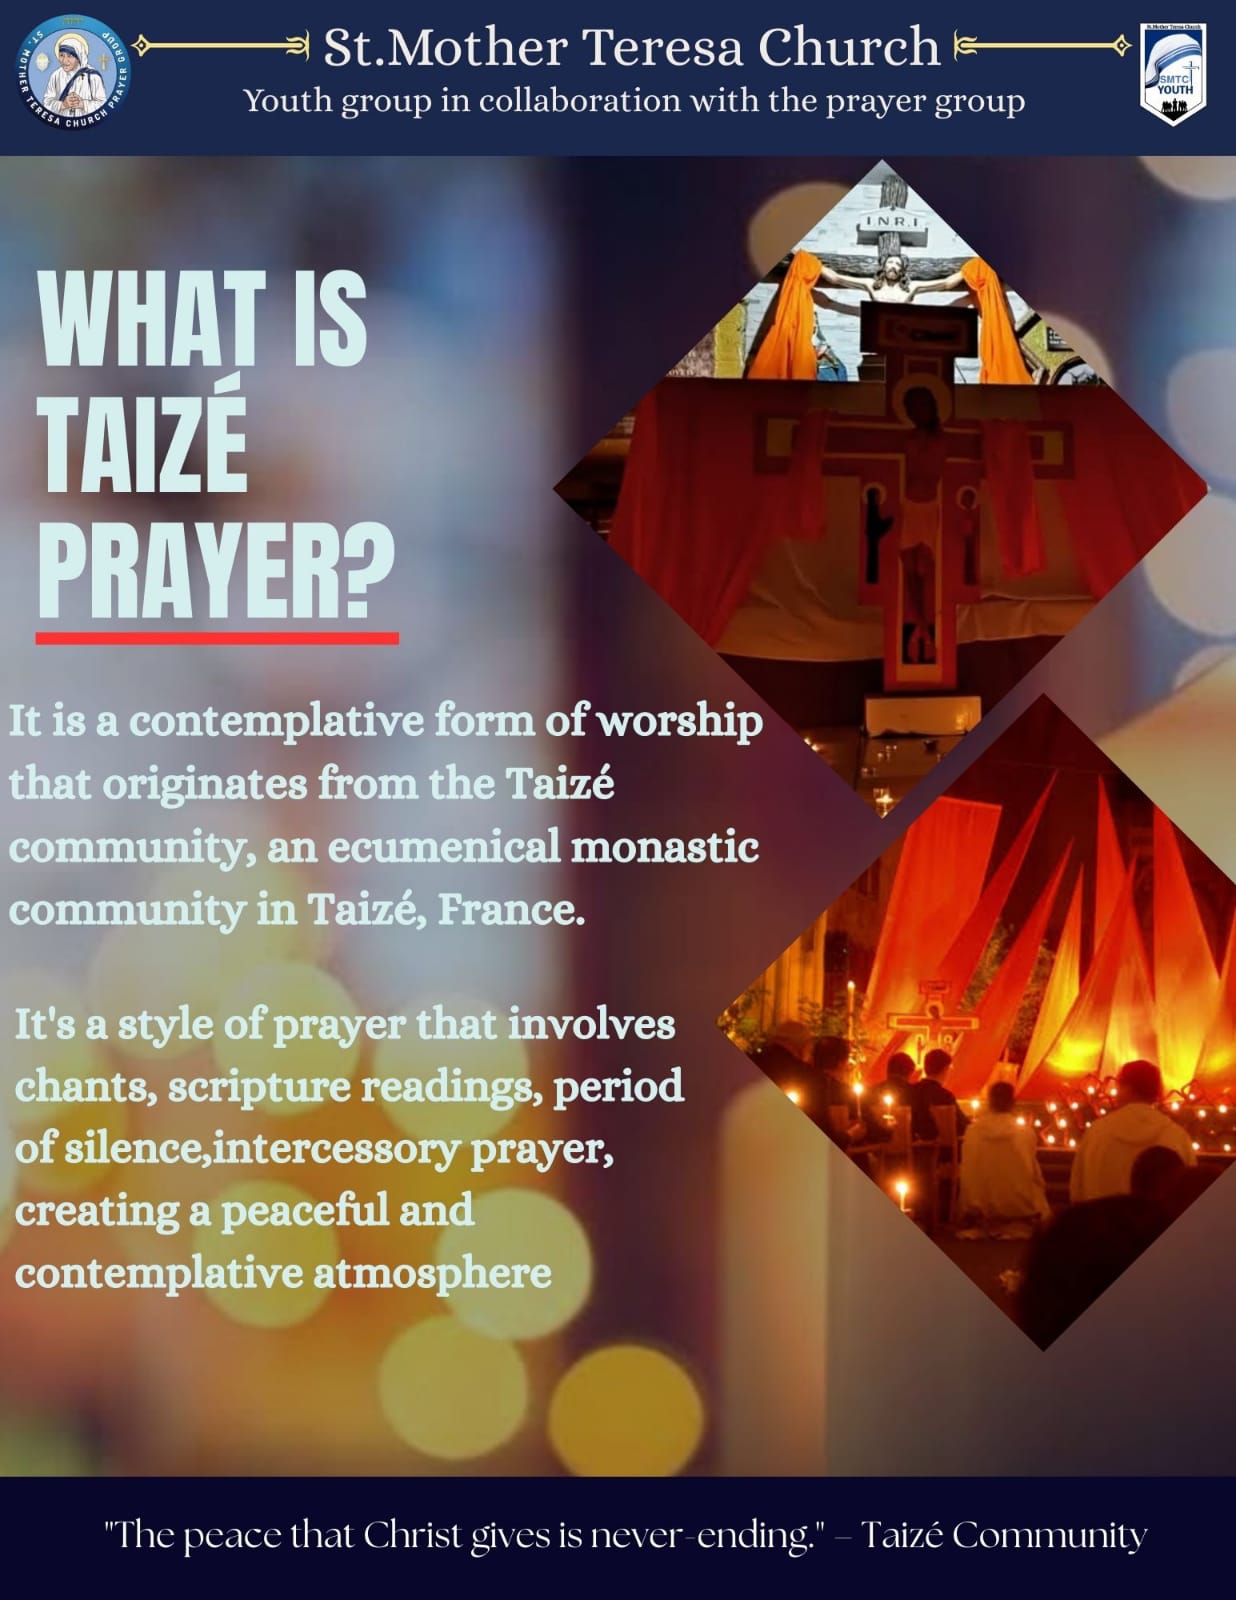 St.Mother Teresa Church
Youth group in collaboration with the prayer group
ST. MOTHER TERESA CHURCH PRAYER GROUP
St.Mother Teresa Church
SMTC
YOUTH
I.N.R.I
WHAT IS
TAIZÉ
PRAYER?
It is a contemplative form of worship
that originates from the Taizé
community, an ecumenical monastic
community in Taizé, France.
It's a style of prayer that involves
chants, scripture readings, period
of silence,intercessory prayer,
creating a peaceful and
contemplative atmosphere
"The peace that Christ gives is never-ending." – Taizé Community